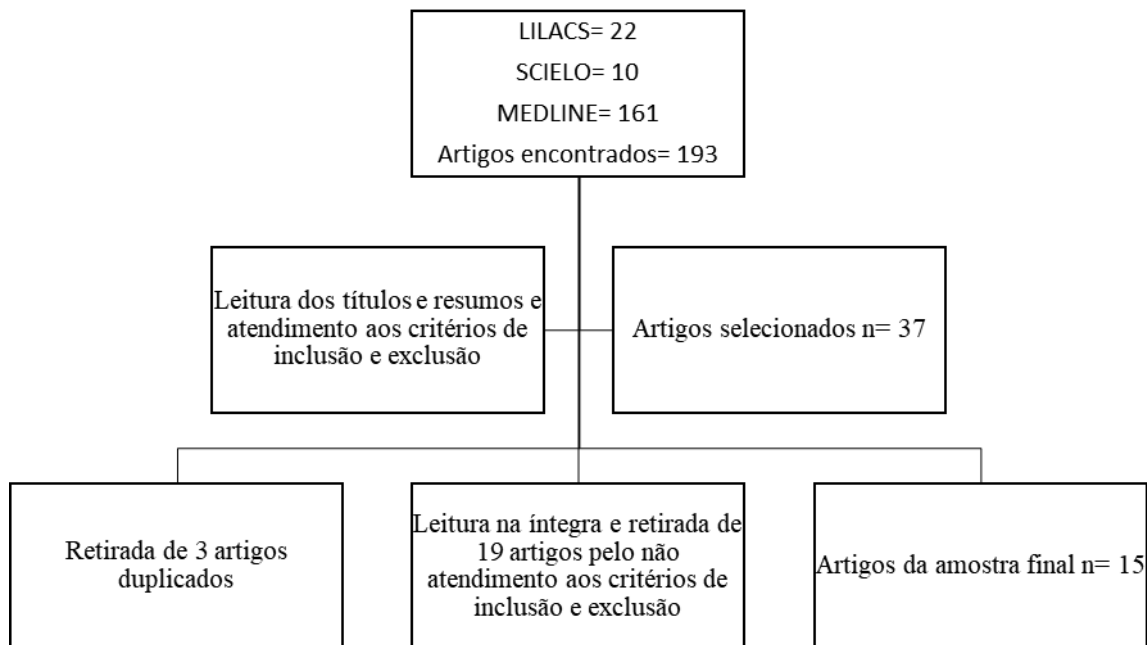 LILACS= 22
SCIELO= 10
MEDLINE= 161
Artigos encontrados= 193
Leitura dos títulos e resumos e
atendimento aos critérios de
inclusão e exclusão
Artigos selecionados n= 37
Retirada de 3 artigos
duplicados
Leitura na íntegra e retirada de
19 artigos pelo não
atendimento aos critérios de
inclusão e exclusão
Artigos da amostra final n= 15